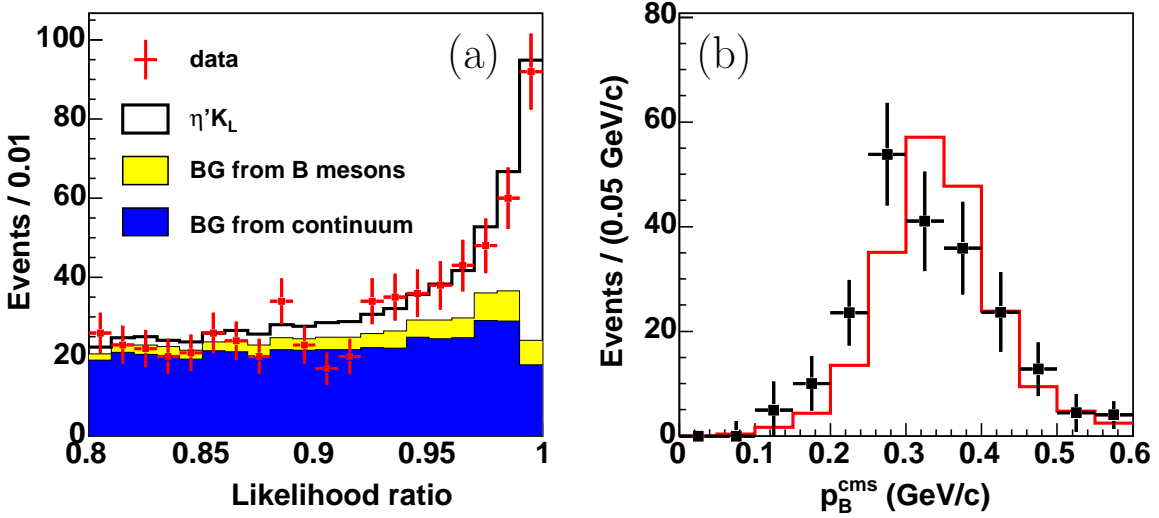 (a)
Events / 0.01
100
80
60
40
20
0
data
η'K_L
BG from B mesons
BG from continuum
0.8 0.85 0.9 0.95 1
Likelihood ratio
(b)
Events / (0.05 GeV/c)
80
60
40
20
0
0 0.1 0.2 0.3 0.4 0.5 0.6
p_B^cms (GeV/c)